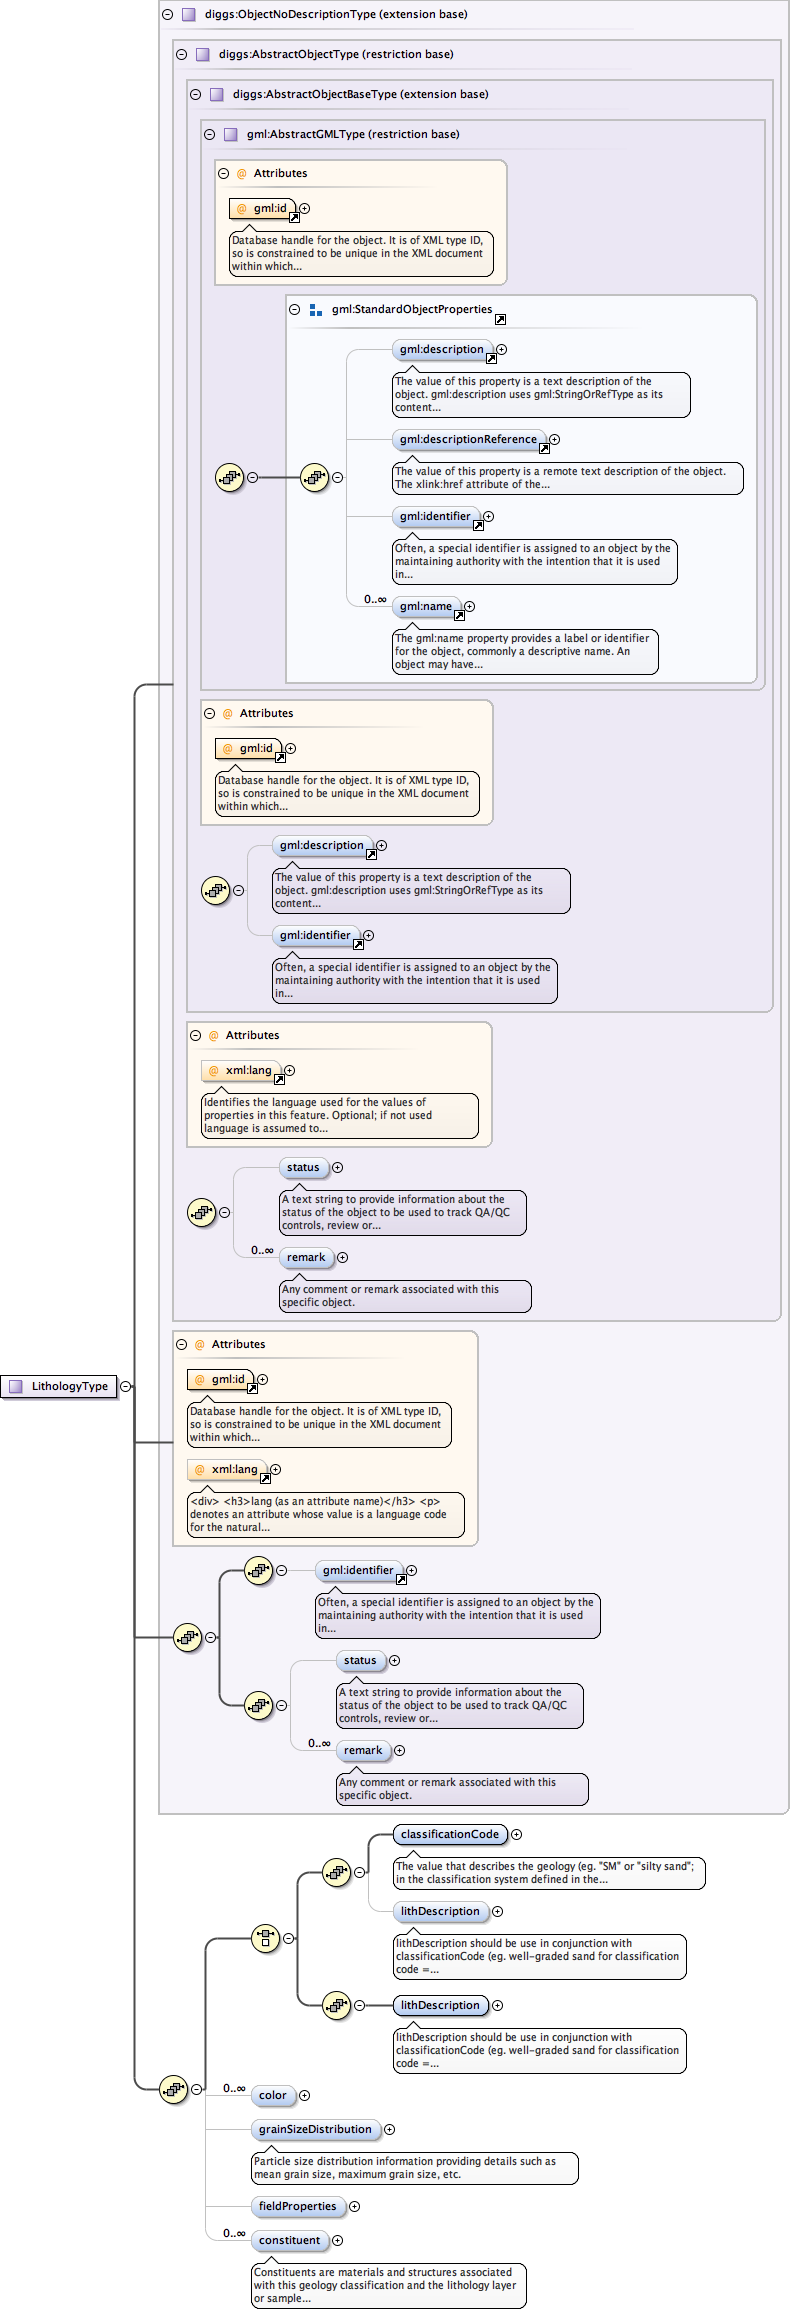 diggs:ObjectNoDescriptionType (extension base)
diggs:AbstractObjectType (restriction base)
diggs:AbstractObjectBaseType (extension base)
gml:AbstractGMLType (restriction base)
@ Attributes
@ gml:id
Database handle for the object. It is of XML type ID,
so is constrained to be unique in the XML document
within which...
gml:StandardObjectProperties
gml:description
The value of this property is a text description of the
object. gml:description uses gml:StringOrRefType as its
content...
gml:descriptionReference
The value of this property is a remote text description of the object.
The xlink:href attribute of the...
gml:identifier
Often, a special identifier is assigned to an object by the
maintaining authority with the intention that it is used
in...
0..∞
gml:name
The gml:name property provides a label or identifier
for the object, commonly a descriptive name. An
object may have...
@ Attributes
@ gml:id
Database handle for the object. It is of XML type ID,
so is constrained to be unique in the XML document
within which...
gml:description
The value of this property is a text description of the
object. gml:description uses gml:StringOrRefType as its
content...
gml:identifier
Often, a special identifier is assigned to an object by the
maintaining authority with the intention that it is used
in...
@ Attributes
@ xml:lang
Identifies the language used for the values of
properties in this feature. Optional; if not used
language is assumed to...
status
A text string to provide information about the
status of the object to be used to track QA/QC
controls, review or...
0..∞
remark
Any comment or remark associated with this
specific object.
@ Attributes
LithologyType
@ gml:id
Database handle for the object. It is of XML type ID,
so is constrained to be unique in the XML document
within which...
@ xml:lang
<div> <h3>lang (as an attribute name)</h3> <p>
denotes an attribute whose value is a language code
for the natural...
gml:identifier
Often, a special identifier is assigned to an object by the
maintaining authority with the intention that it is used
in...
status
A text string to provide information about the
status of the object to be used to track QA/QC
controls, review or...
0..∞
remark
Any comment or remark associated with this
specific object.
classificationCode
The value that describes the geology (eg. "SM" or "silty sand";
in the classification system defined in the...
lithDescription
lithDescription should be use in conjunction with
classificationCode (eg. well-graded sand for classification
code =...
lithDescription
lithDescription should be use in conjunction with
classificationCode (eg. well-graded sand for classification
code =...
0..∞
color
grainSizeDistribution
Particle size distribution information providing details such as
mean grain size, maximum grain size, etc.
fieldProperties
0..∞
constituent
Constituents are materials and structures associated
with this geology classification and the lithology layer
or sample...